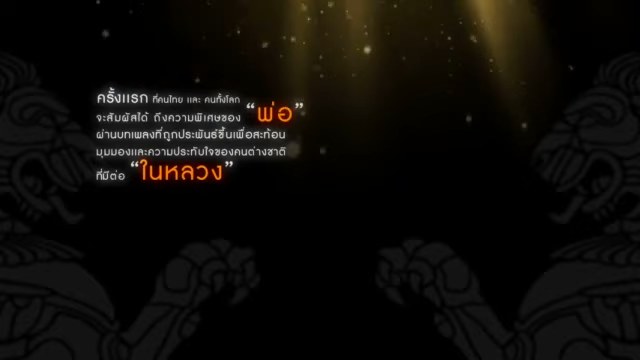 ครั้งแรก ที่คนไทย และ คนทั้งโลก
จะสัมผัสได้ ถึงความพิเศษของ “พ่อ”
ผ่านบทเพลงที่ถูกประพันธ์ขึ้นเพื่อสะท้อน
มุมมองและความประทับใจของคนต่างชาติ
ที่มีต่อ “ในหลวง”